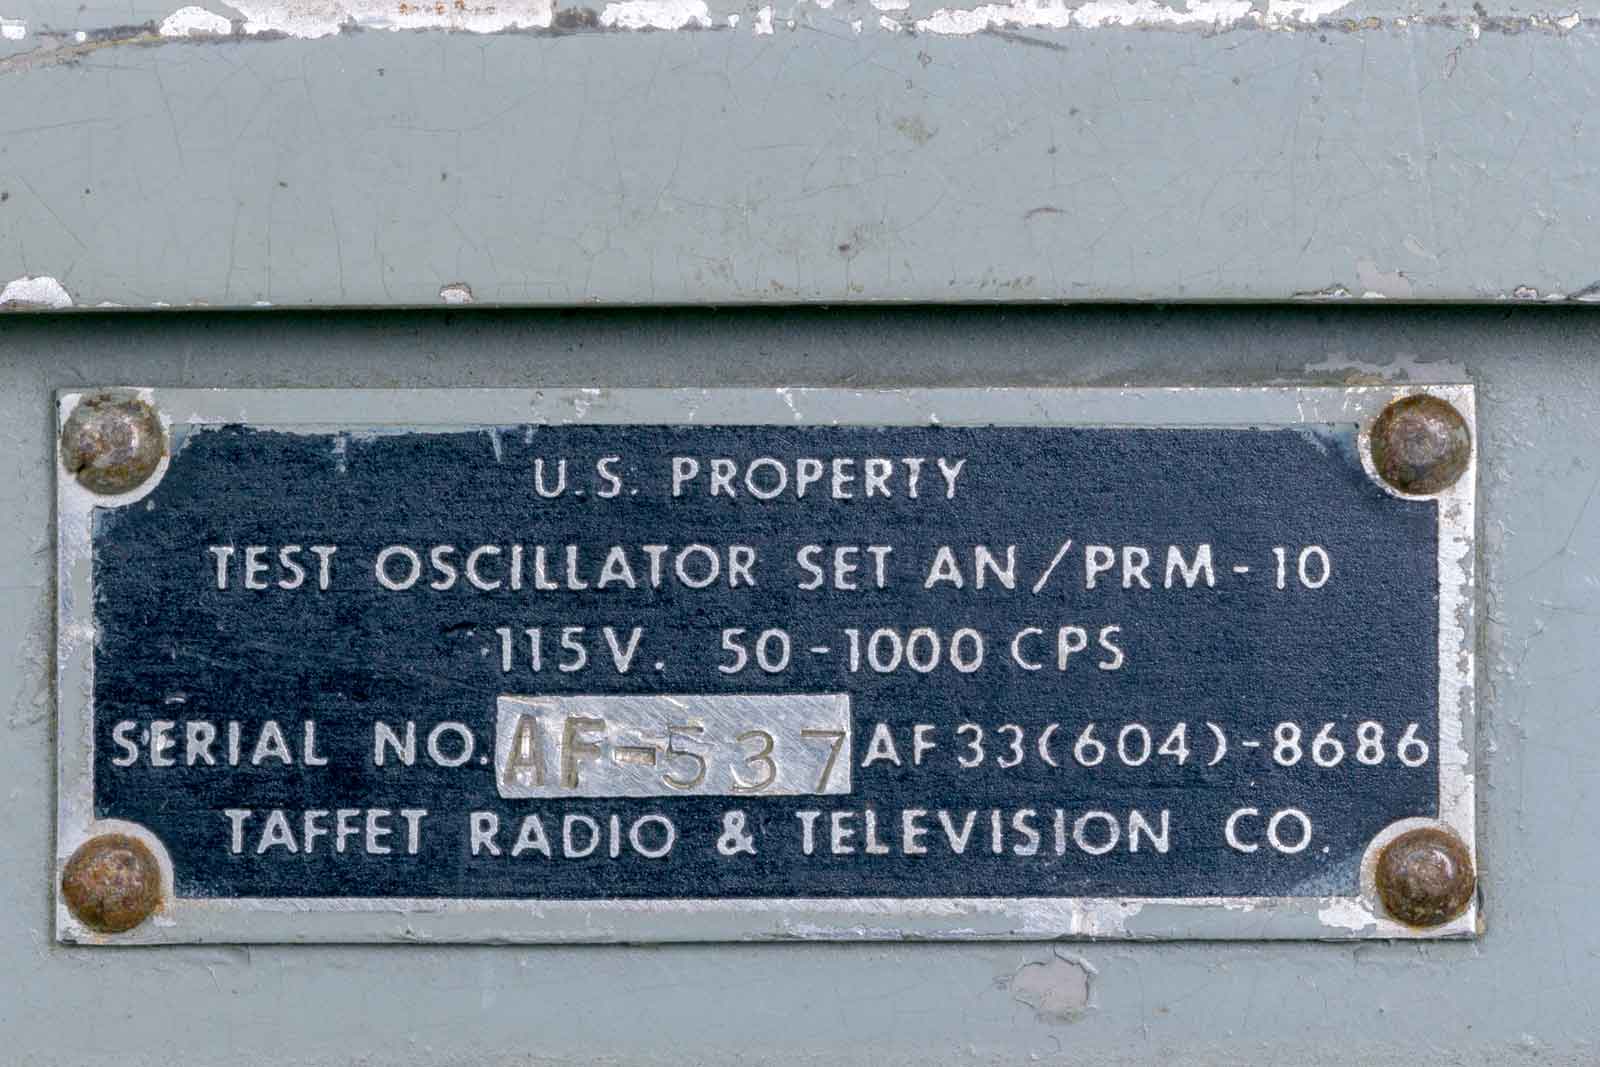 U.S. PROPERTY
TEST OSCILLATOR SET AN/PRM-10
115V. 50-1000 CPS
SERIAL NO. AF-537 AF33(604)-8686
TAFFET RADIO & TELEVISION CO.